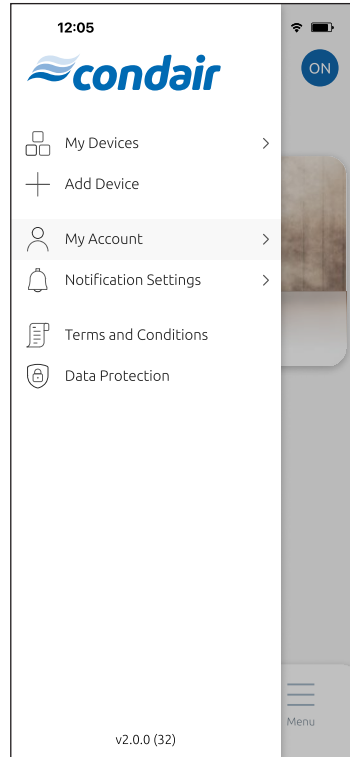 12:05
condair
ON
My Devices
Add Device
My Account
Notification Settings
Terms and Conditions
Data Protection
Menu
v2.0.0 (32)